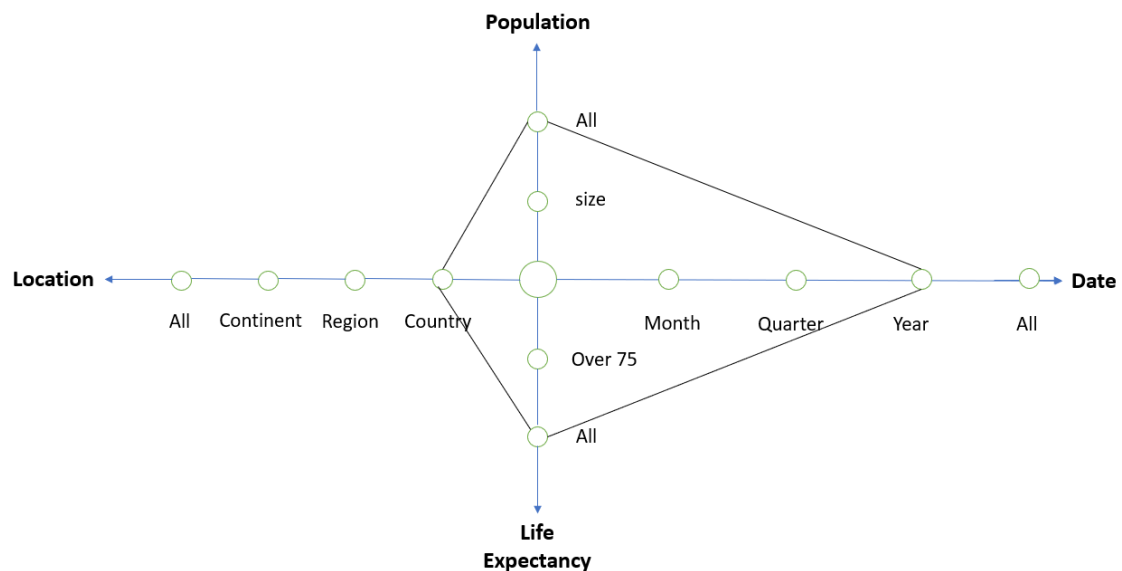 Population
All
size
Location
Date
All
Continent
Region
Country
Month
Quarter
Year
All
Over 75
All
Life
Expectancy